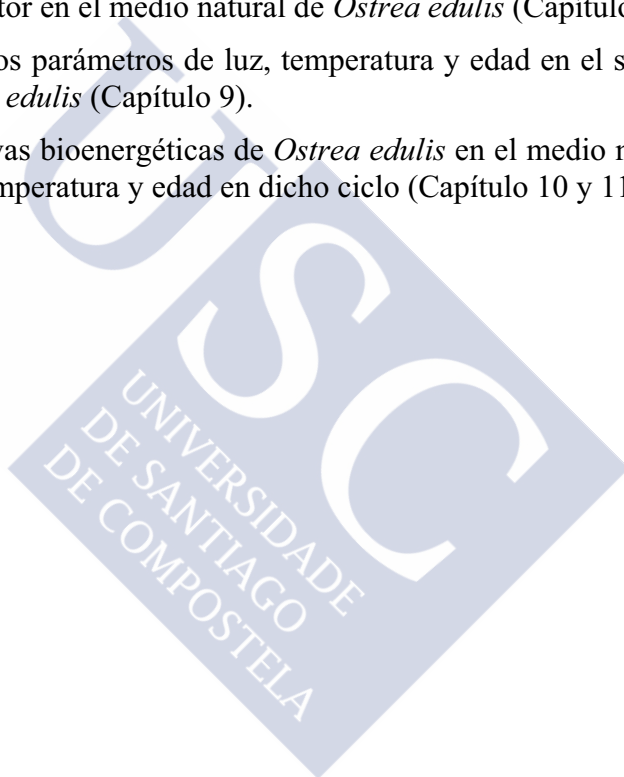 tor en el medio natural de Ostrea edulis (Capítulo
os parámetros de luz, temperatura y edad en el s
edulis (Capítulo 9).
vas bioenergéticas de Ostrea edulis en el medio n
mperatura y edad en dicho ciclo (Capítulo 10 y 11
USC
UNIVERSIDADE
DE SANTIAGO
DE COMPOSTELA